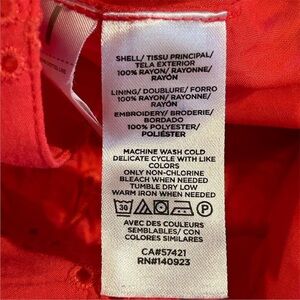 SHELL/ TISSU PRINCIPAL/
TELA EXTERIOR
100% RAYON/ RAYONNE/
RAYÓN
LINING/ DOUBLURE/ FORRO
100% RAYON/ RAYONNE/
RAYÓN
EMBROIDERY/ BRODERIE/
BORDADO
100% POLYESTER/
POLIÉSTER
MACHINE WASH COLD
DELICATE CYCLE WITH LIKE
COLORS
ONLY NON-CHLORINE
BLEACH WHEN NEEDED
TUMBLE DRY LOW
WARM IRON WHEN NEEDED
30 P
AVEC DES COULEURS
SEMBLABLES/ CON
COLORES SIMILARES
CA#57421
RN#140923